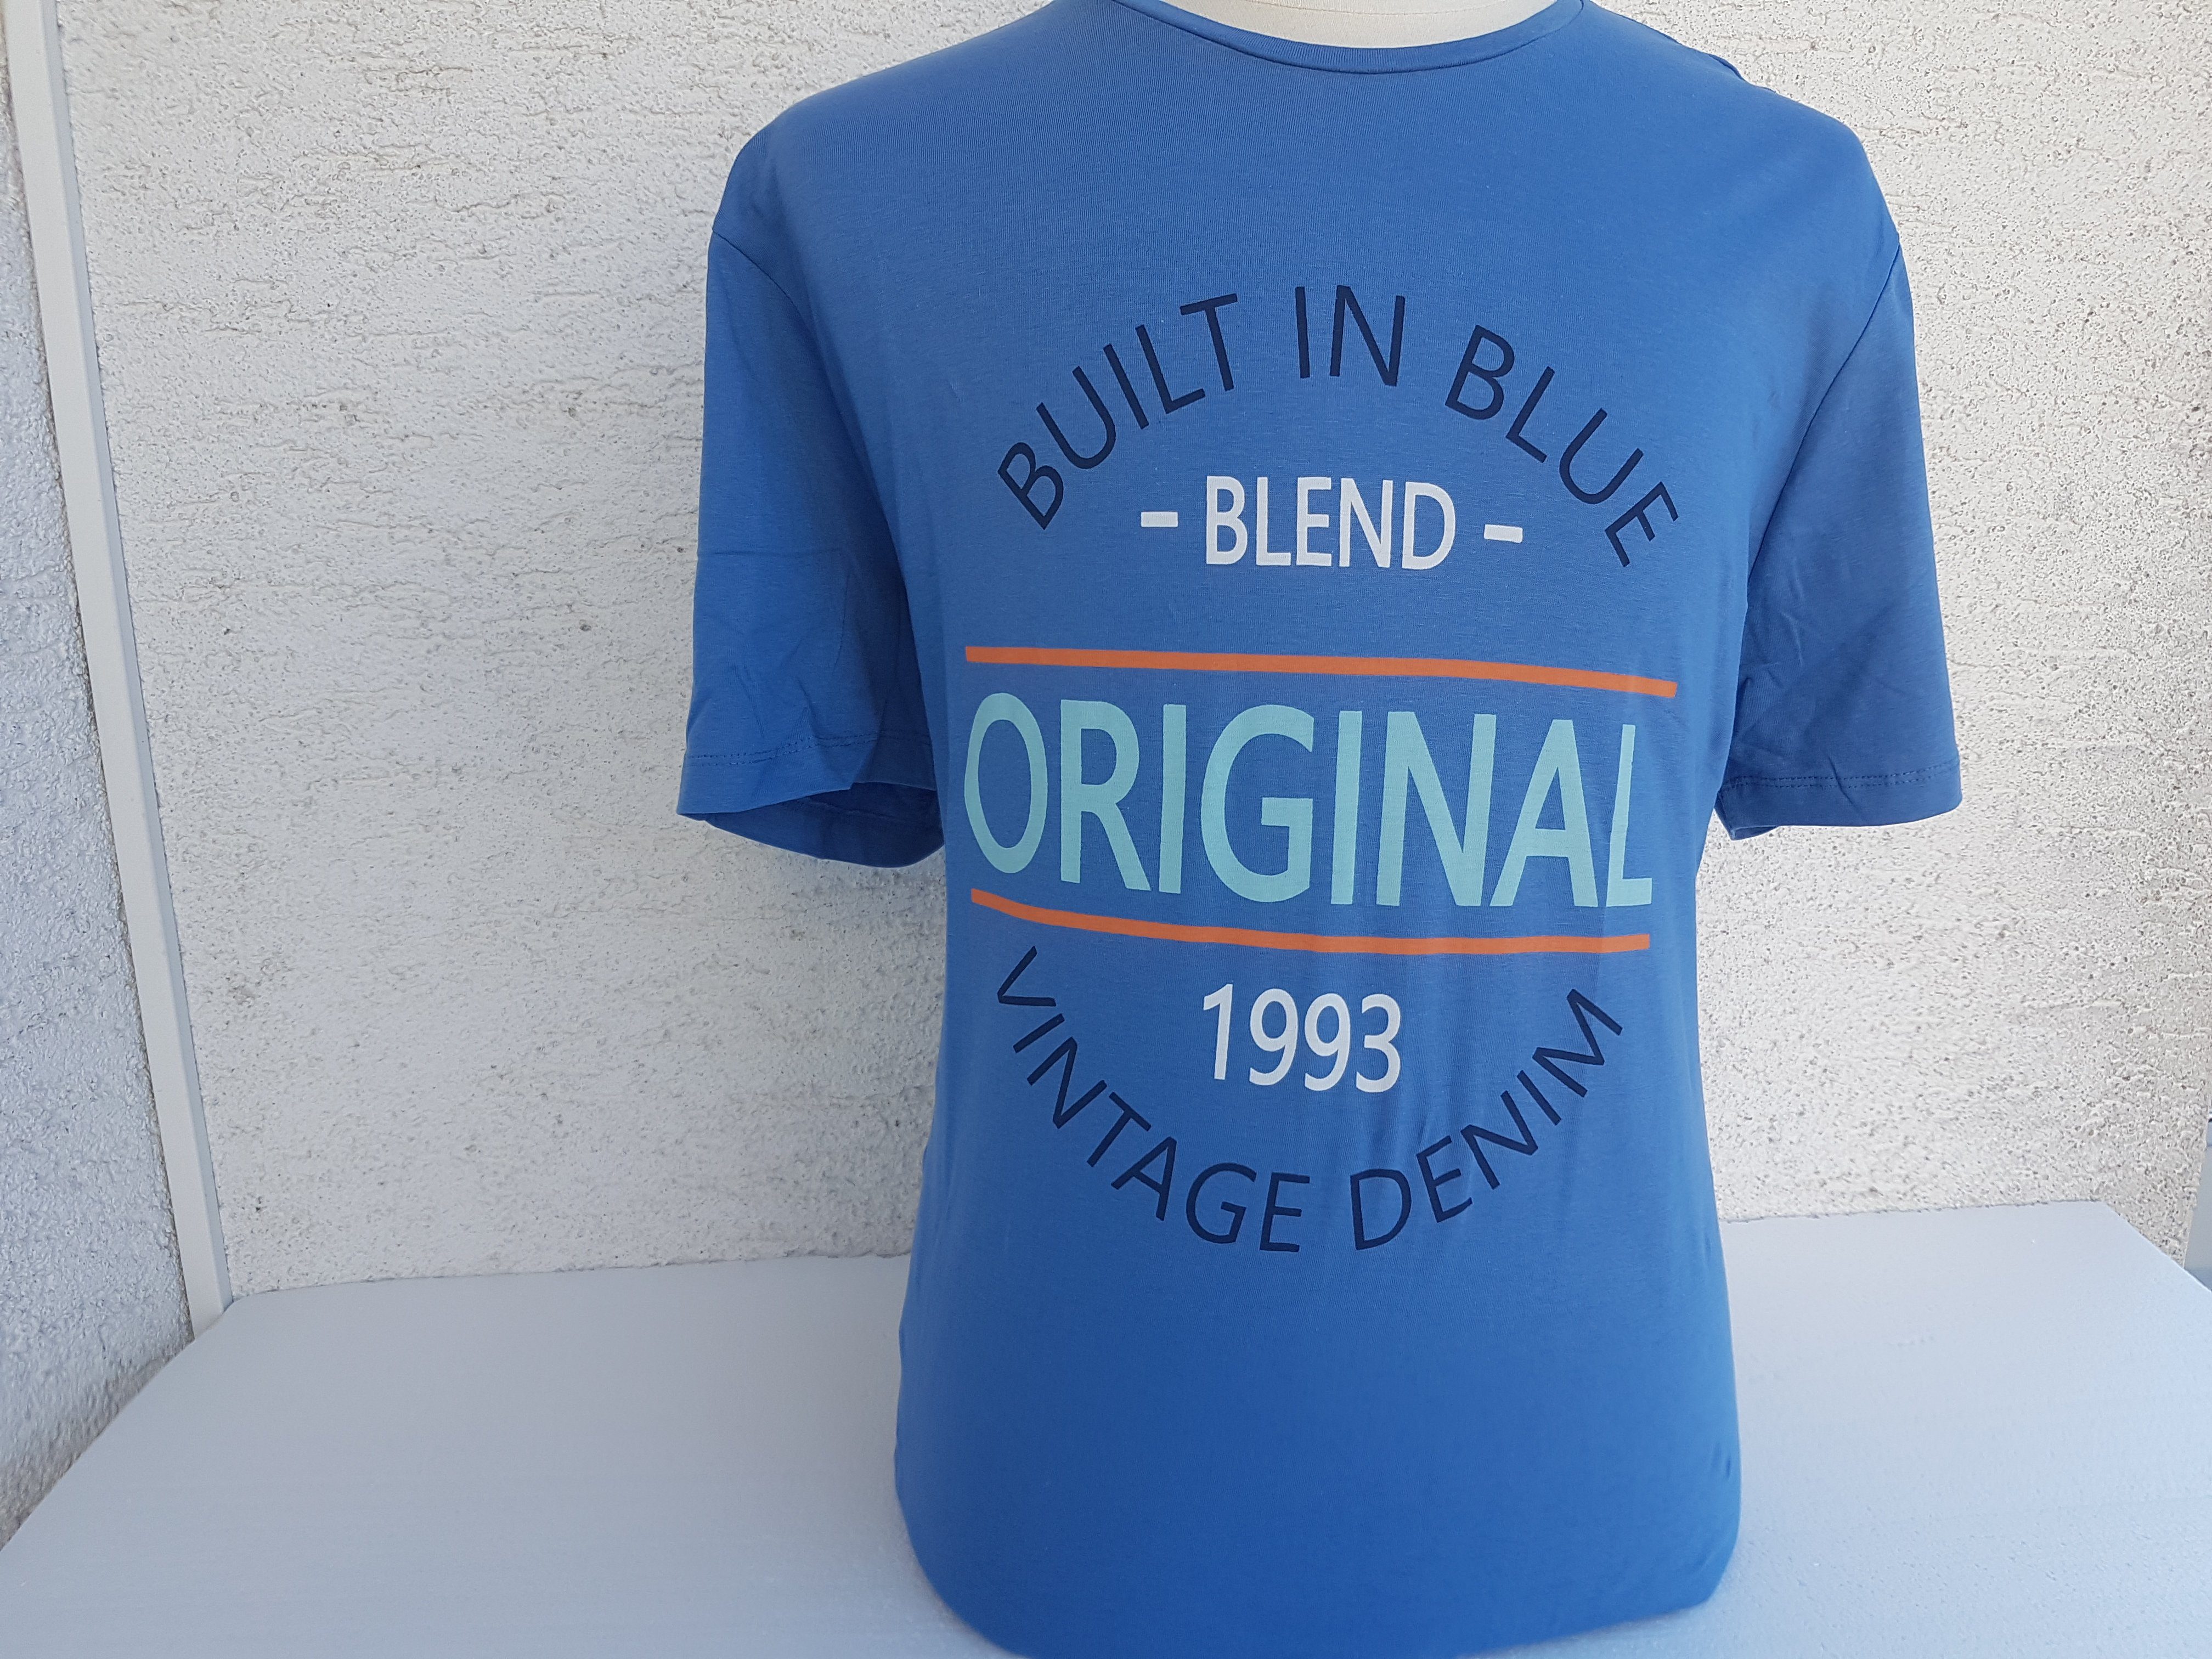 BUILT IN BLUE
- BLEND -
ORIGINAL
1993
VINTAGE DENIM